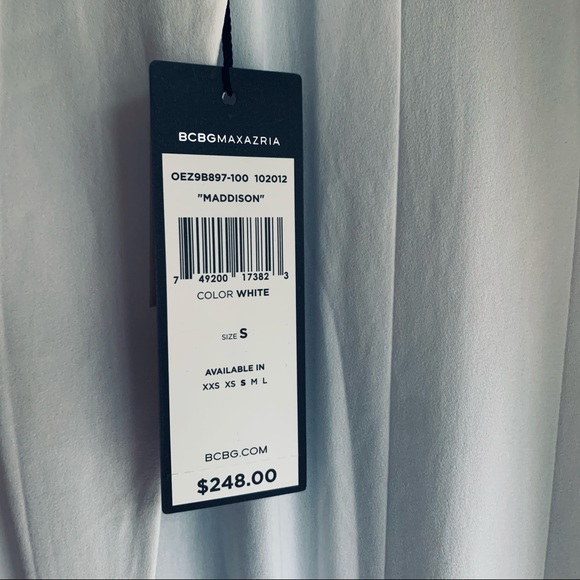 BCBGMAXAZRIA
OEZ9B897-100 102012
"MADDISON"
7 49200 17382 3
COLOR WHITE
SIZE S
AVAILABLE IN
XXS XS S M L
BCBG.COM
$248.00